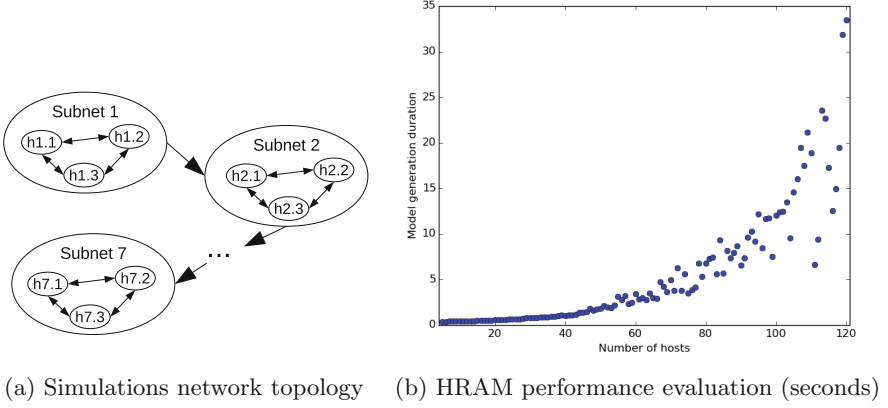 Subnet 1
h1.1
h1.2
h1.3
Subnet 2
h2.1
h2.2
h2.3
...
Subnet 7
h7.1
h7.2
h7.3
(a) Simulations network topology
35
30
25
20
15
10
5
0
Model generation duration
20
40
60
80
100
120
Number of hosts
(b) HRAM performance evaluation (seconds)